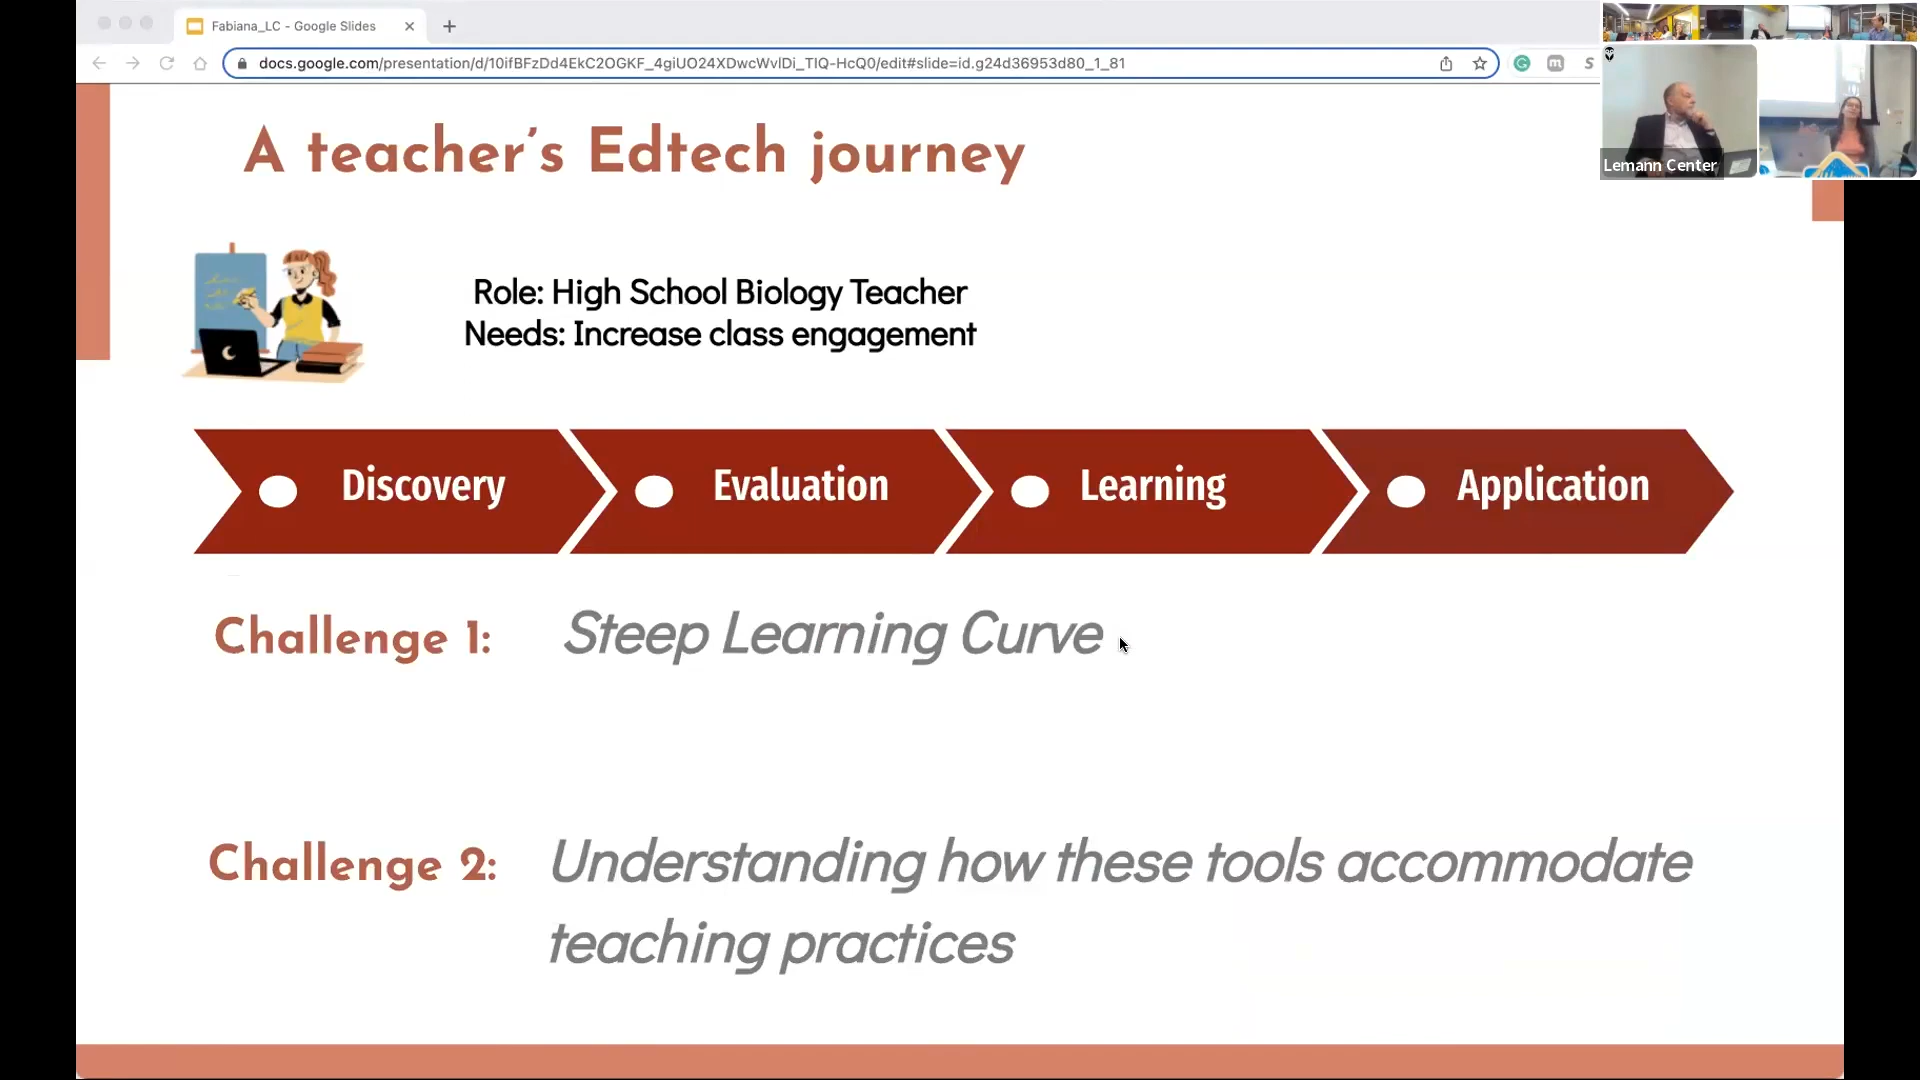 Fabiana_LC - Google Slides
docs.google.com/presentation/d/10ifBFzDd4EkC2OGKF_4giUO24XDwcWvlDi_TIQ-HcQ0/edit#slide=id.g24d36953d80_1_81
Lemann Center
A teacher's Edtech journey
Role: High School Biology Teacher
Needs: Increase class engagement
Discovery
Evaluation
Learning
Application
Challenge 1:
Steep Learning Curve
Challenge 2:
Understanding how these tools accommodate
teaching practices